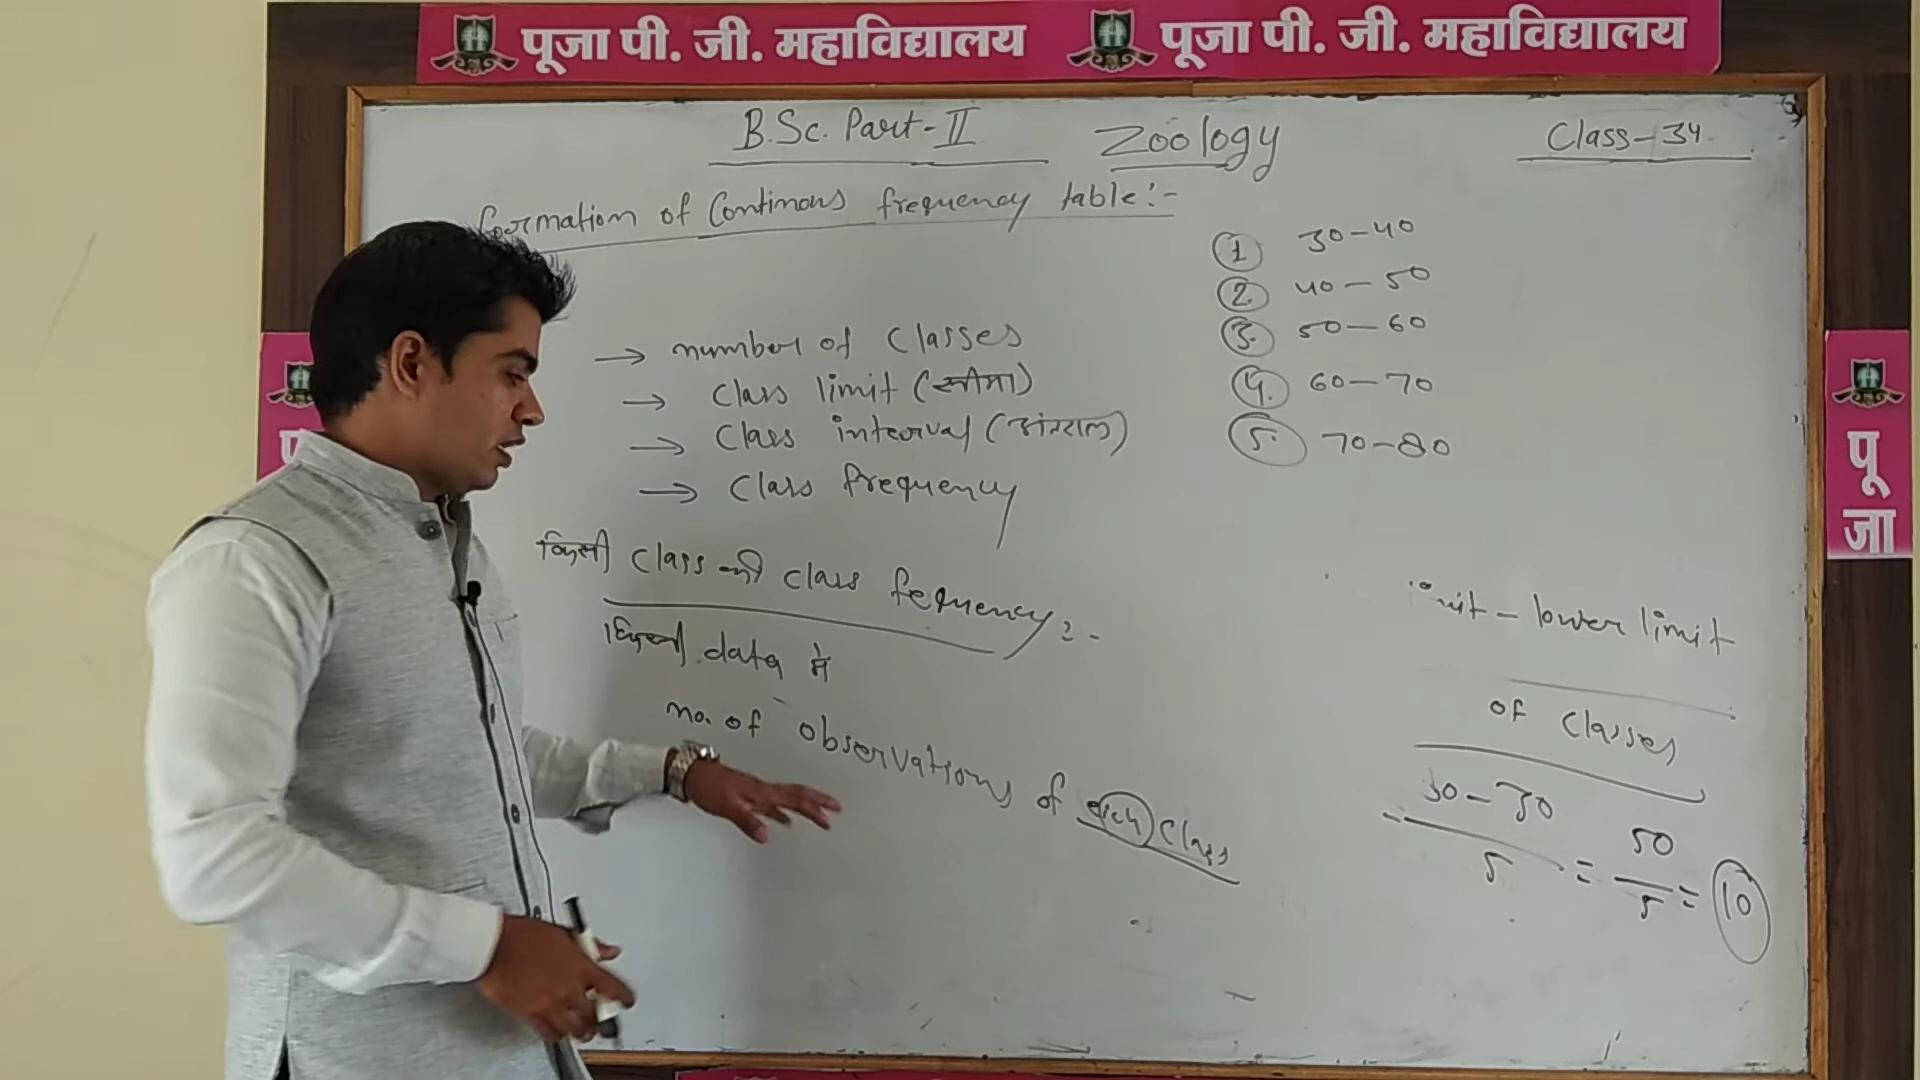 पूजा पी. जी. महाविद्यालय पूजा पी. जी. महाविद्यालय
B.Sc. Part-II Zoology Class-34
Formation of Continous frequency table:-
① 30-40
② 40-50
③ 50-60
④ 60-70
⑤ 70-80
→ number of Classes
→ Class limit (सीमा)
→ Class interval (अंतराल)
→ Class frequency
किसी class की class fequency:-
किसी data मे
no. of observations of each class
limit - lower limit
of Classes
30-30
5
= 50
5
= 10
पू
जा